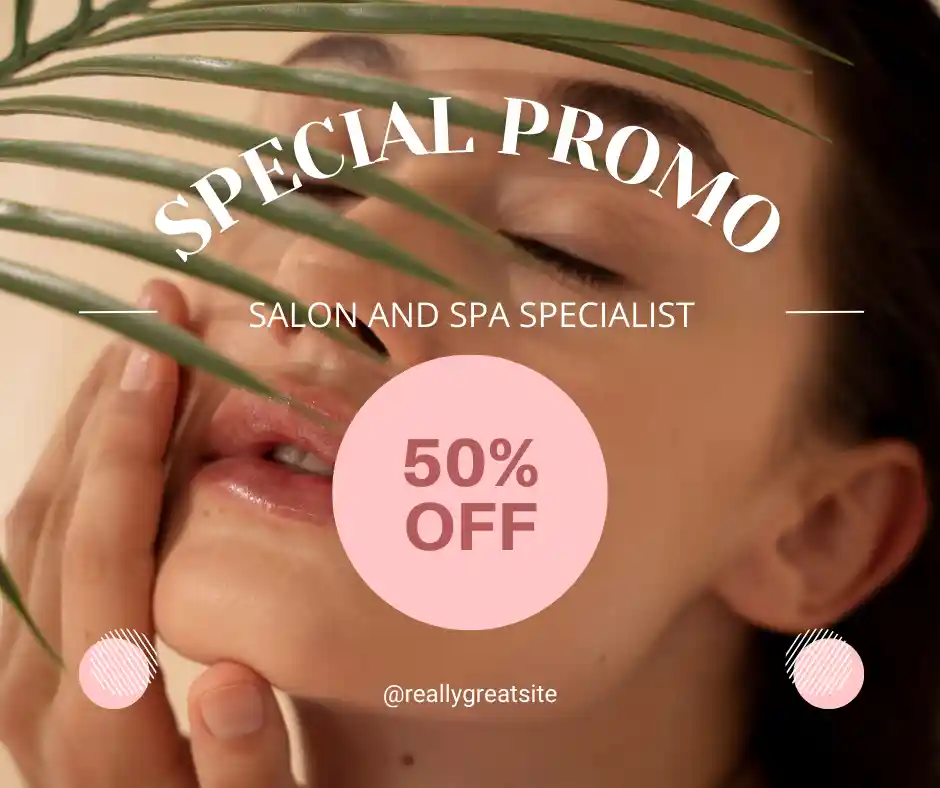 SPECIAL PROMO
SALON AND SPA SPECIALIST
50%
OFF
@reallygreatsite